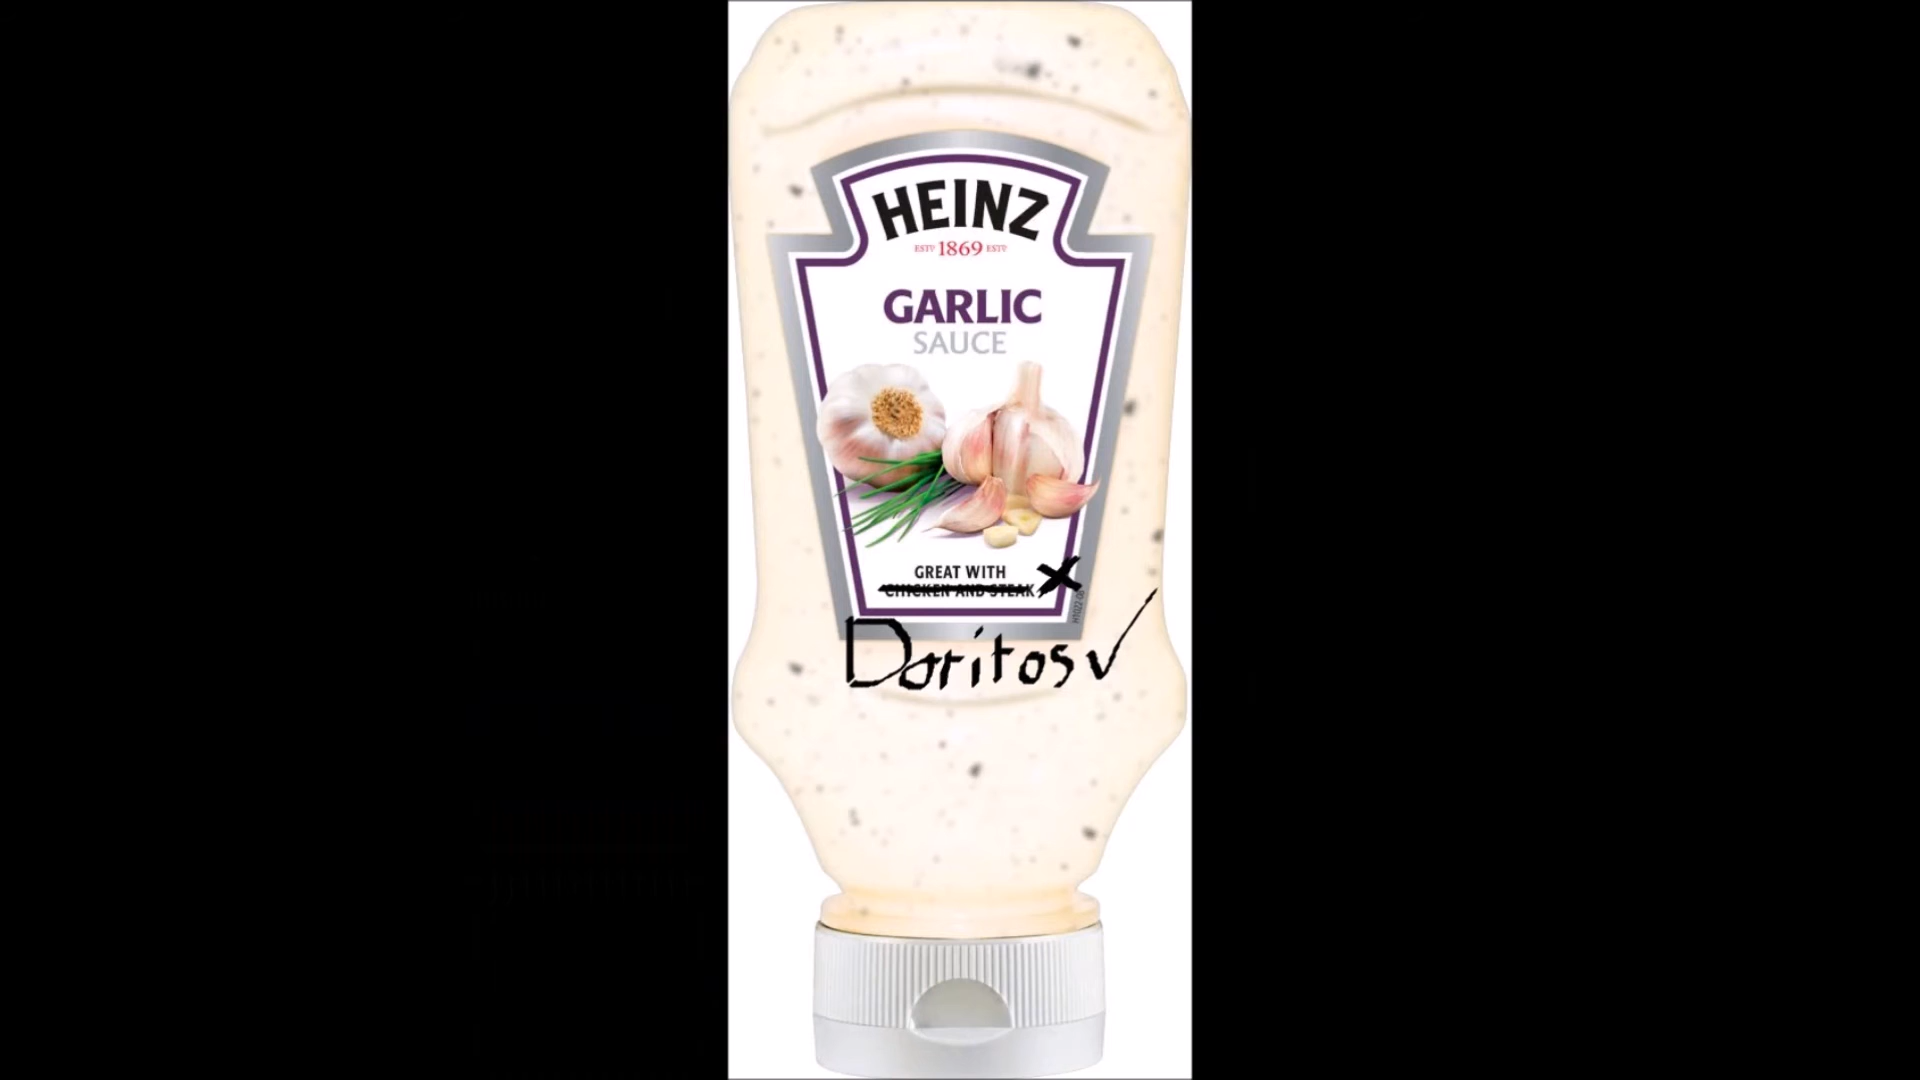 HEINZ
ESTD 1869 ESTD
GARLIC
SAUCE
GREAT WITH
CHICKEN AND STEAK
Doritos